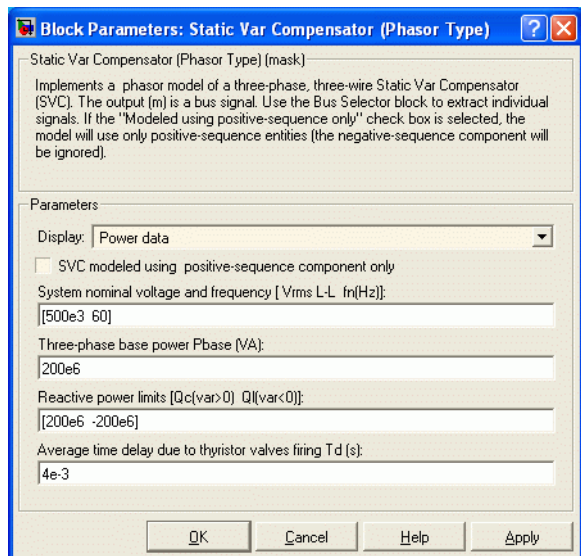 Block Parameters: Static Var Compensator (Phasor Type)
Static Var Compensator (Phasor Type) (mask)
Implements a phasor model of a three-phase, three-wire Static Var Compensator
(SVC). The output (m) is a bus signal. Use the Bus Selector block to extract individual
signals. If the "Modeled using positive-sequence only" check box is selected, the
model will use only positive-sequence entities (the negative-sequence component will
be ignored).
Parameters
Display: Power data
SVC modeled using positive-sequence component only
System nominal voltage and frequency [ Vrms L-L fn(Hz)]:
[500e3 60]
Three-phase base power Pbase (VA):
200e6
Reactive power limits [Qc(var>0) Ql(var<0)]:
[200e6 -200e6]
Average time delay due to thyristor valves firing Td (s):
4e-3
OK Cancel Help Apply